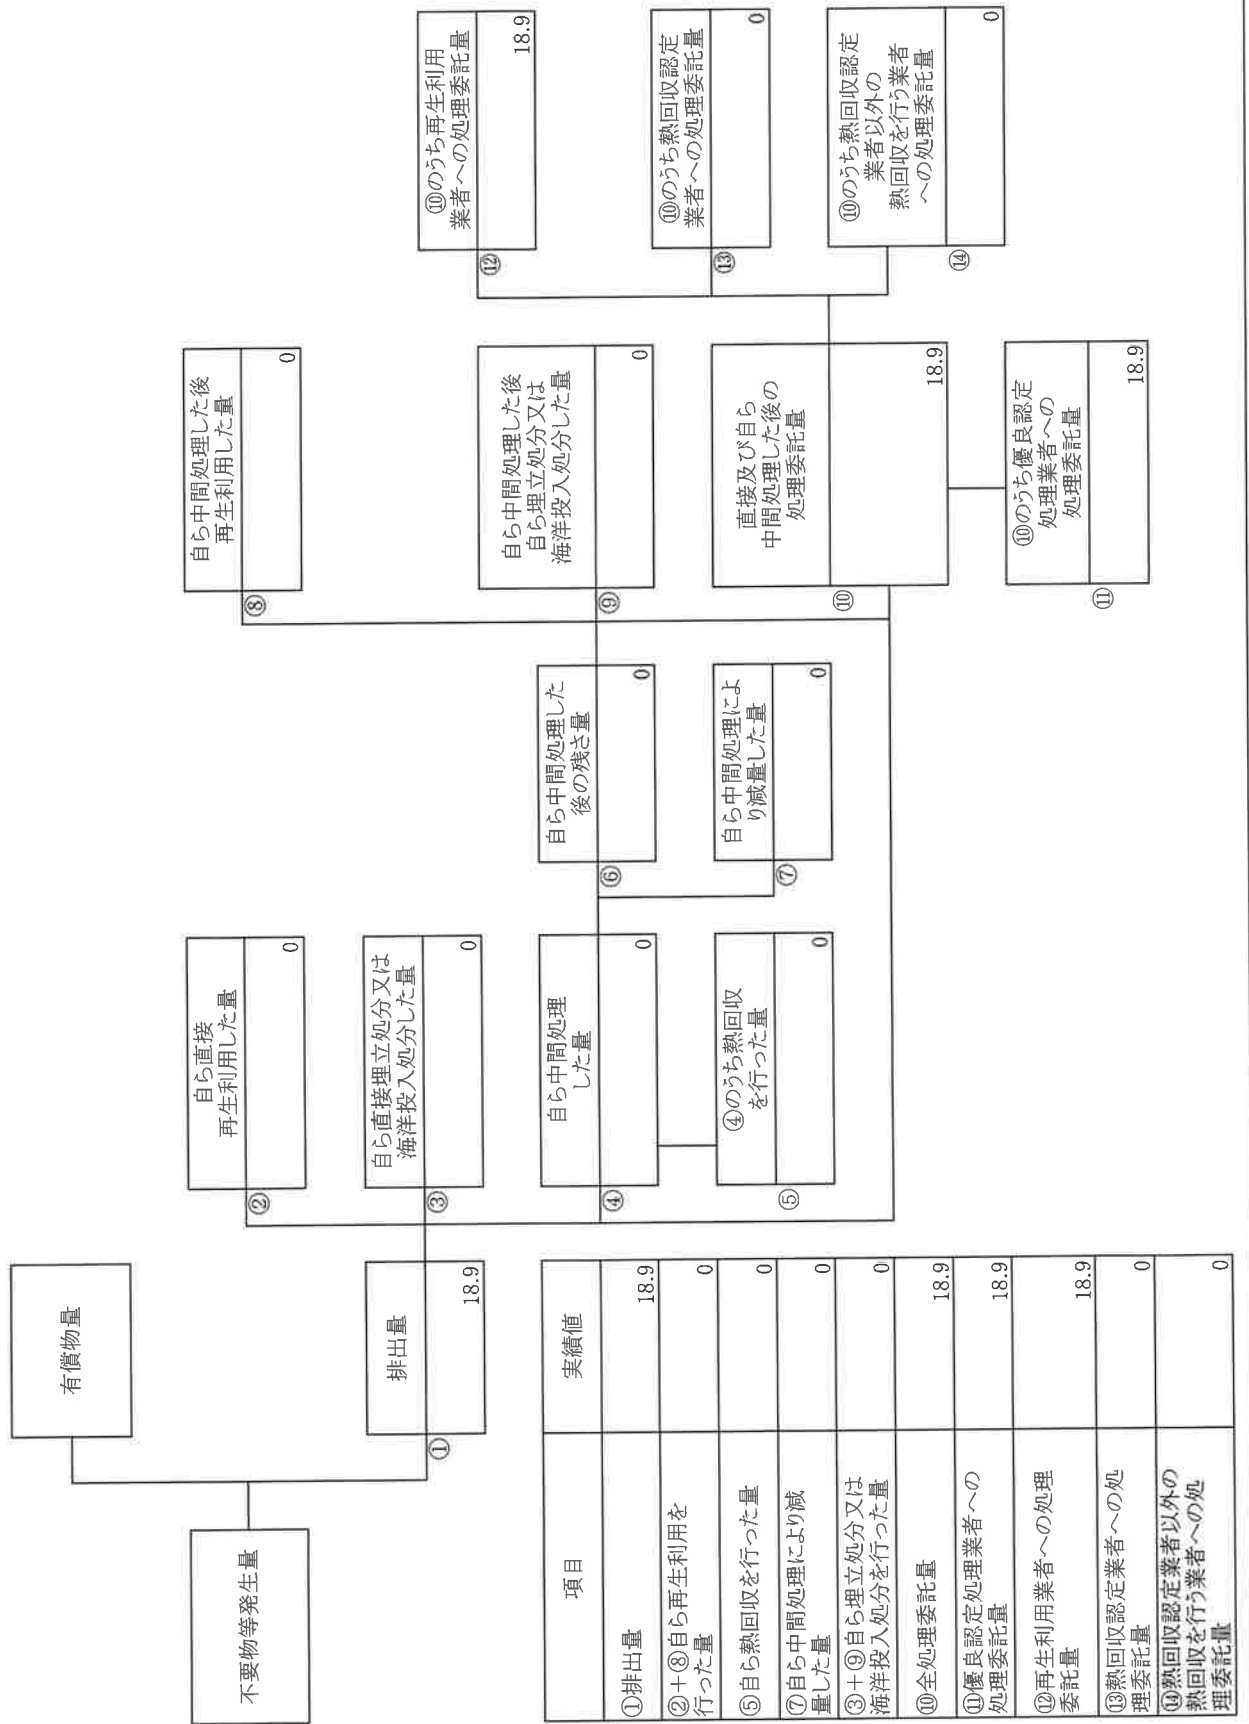 不要物等発生量
有償物量
排出量
①
18.9
自ら直接
再生利用した量
②
0
自ら直接埋立処分又は
海洋投入処分した量
③
0
自ら中間処理
した量
④
0
④のうち熱回収
を行った量
⑤
0
自ら中間処理した
後の残さ量
⑥
0
自ら中間処理によ
り減量した量
⑦
0
自ら中間処理した後
再生利用した量
⑧
0
自ら中間処理した後
自ら埋立処分又は
海洋投入処分した量
⑨
0
直接及び自ら
中間処理した後の
処理委託量
⑩
18.9
⑩のうち優良認定
処理業者への
処理委託量
⑪
18.9
⑩のうち再生利用
業者への処理委託量
⑫
18.9
⑩のうち熱回収認定
業者への処理委託量
⑬
0
⑩のうち熱回収認定
業者以外の
熱回収を行う業者
への処理委託量
⑭
0
項目 実績値
①排出量 18.9
②+⑧自ら再生利用を
行った量 0
⑤自ら熱回収を行った量 0
⑦自ら中間処理により減
量した量 0
③+⑨自ら埋立処分又は
海洋投入処分を行った量 0
⑩全処理委託量 18.9
⑪優良認定処理業者への
処理委託量 18.9
⑫再生利用業者への処理
委託量 18.9
⑬熱回収認定業者への処
理委託量 0
⑭熱回収認定業者以外の
熱回収を行う業者への処
理委託量 0